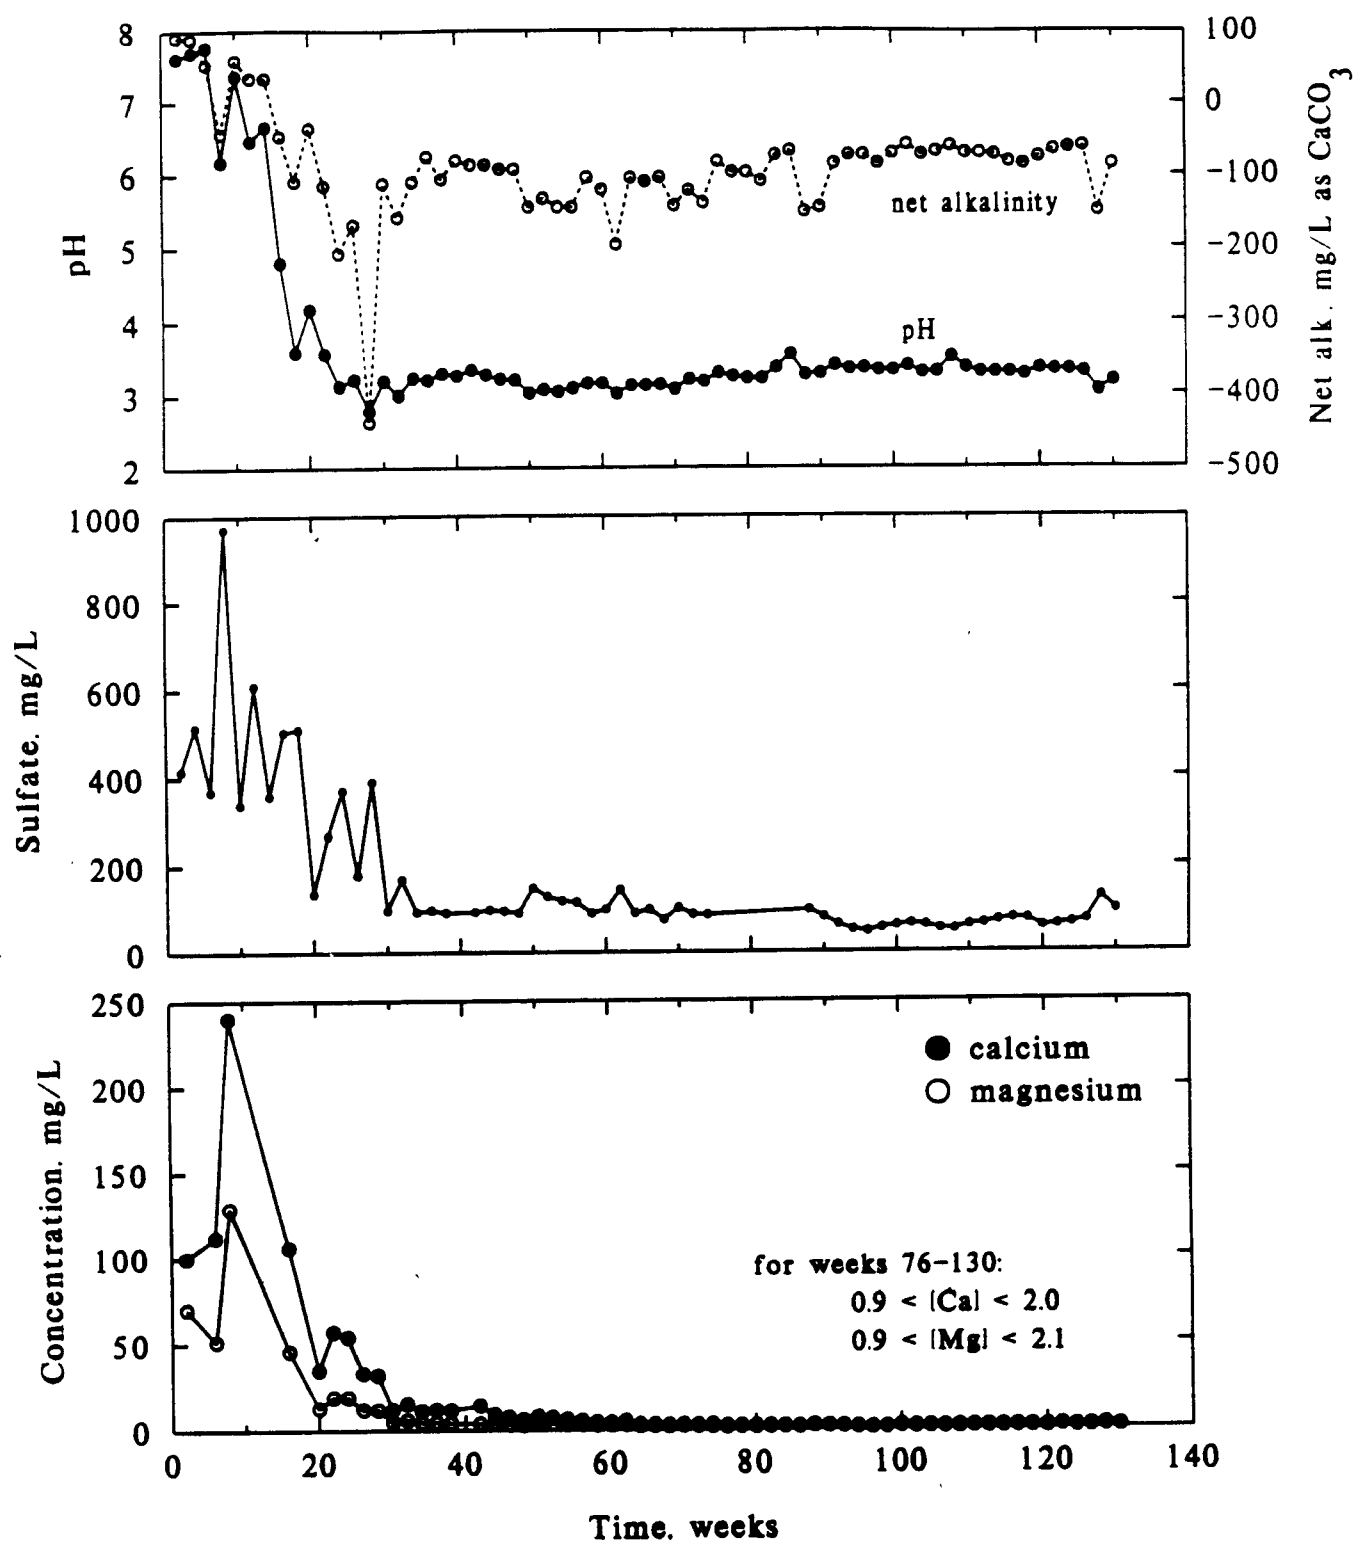 8
7
6
5
4
3
2
pH
100
0
−100
−200
−300
−400
−500
Net alk. mg/L as CaCO3
net alkalinity
pH
1000
800
600
400
200
0
Sulfate. mg/L
250
200
150
100
50
0
Concentration. mg/L
calcium
magnesium
for weeks 76−130:
0.9 < [Ca] < 2.0
0.9 < [Mg] < 2.1
0 20 40 60 80 100 120 140
Time. weeks